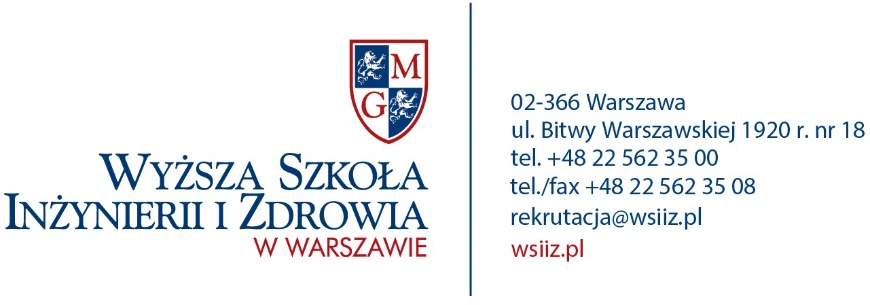 M
G
WYŻSZA SZKOŁA
INŻYNIERII I ZDROWIA
W WARSZAWIE
02-366 Warszawa
ul. Bitwy Warszawskiej 1920 r. nr 18
tel. +48 22 562 35 00
tel./fax +48 22 562 35 08
rekrutacja@wsiiz.pl
wsiiz.pl